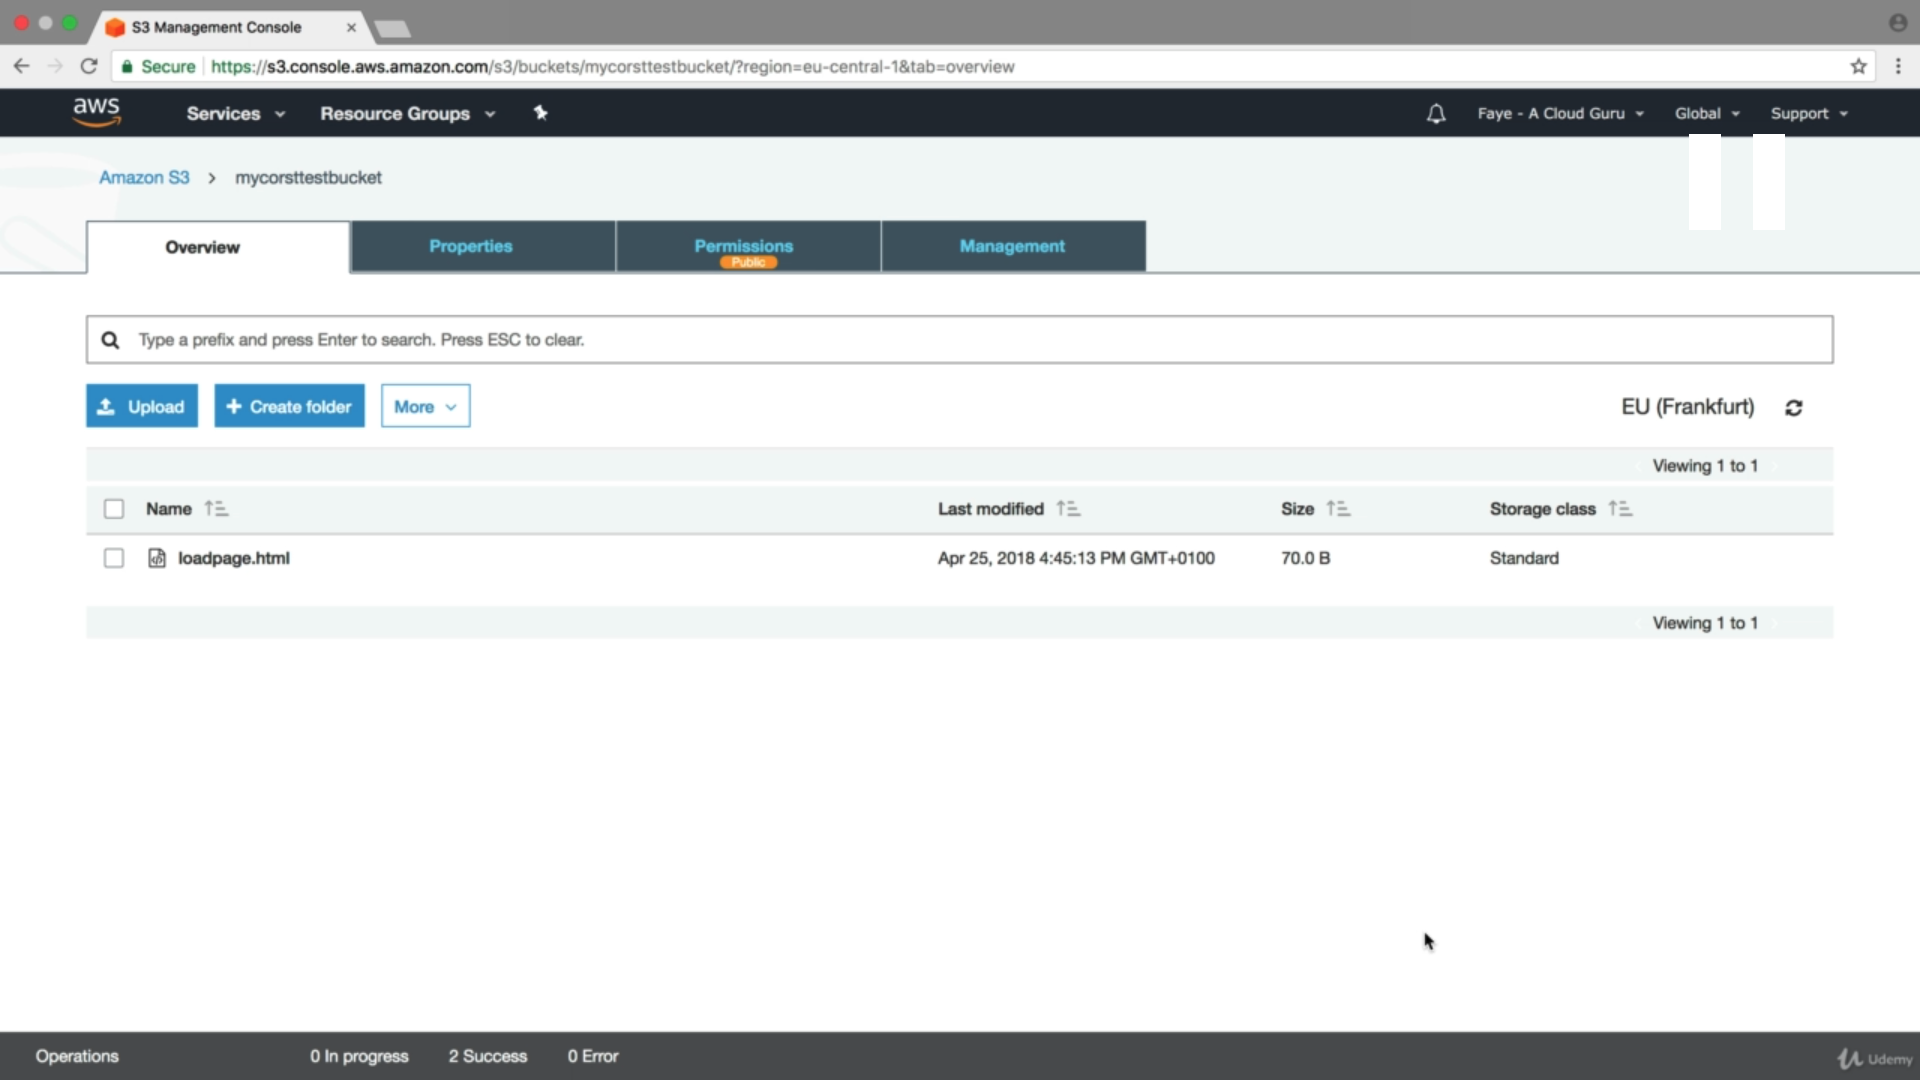 S3 Management Console
Secure https://s3.console.aws.amazon.com/s3/buckets/mycorsttestbucket/?region=eu-central-1&tab=overview
aws Services Resource Groups Faye - A Cloud Guru Global Support
Amazon S3 > mycorsttestbucket
Overview Properties Permissions Management
Public
Type a prefix and press Enter to search. Press ESC to clear.
Upload + Create folder More EU (Frankfurt)
Viewing 1 to 1
Name Last modified Size Storage class
loadpage.html Apr 25, 2018 4:45:13 PM GMT+0100 70.0 B Standard
Viewing 1 to 1
Operations 0 In progress 2 Success 0 Error
Udemy